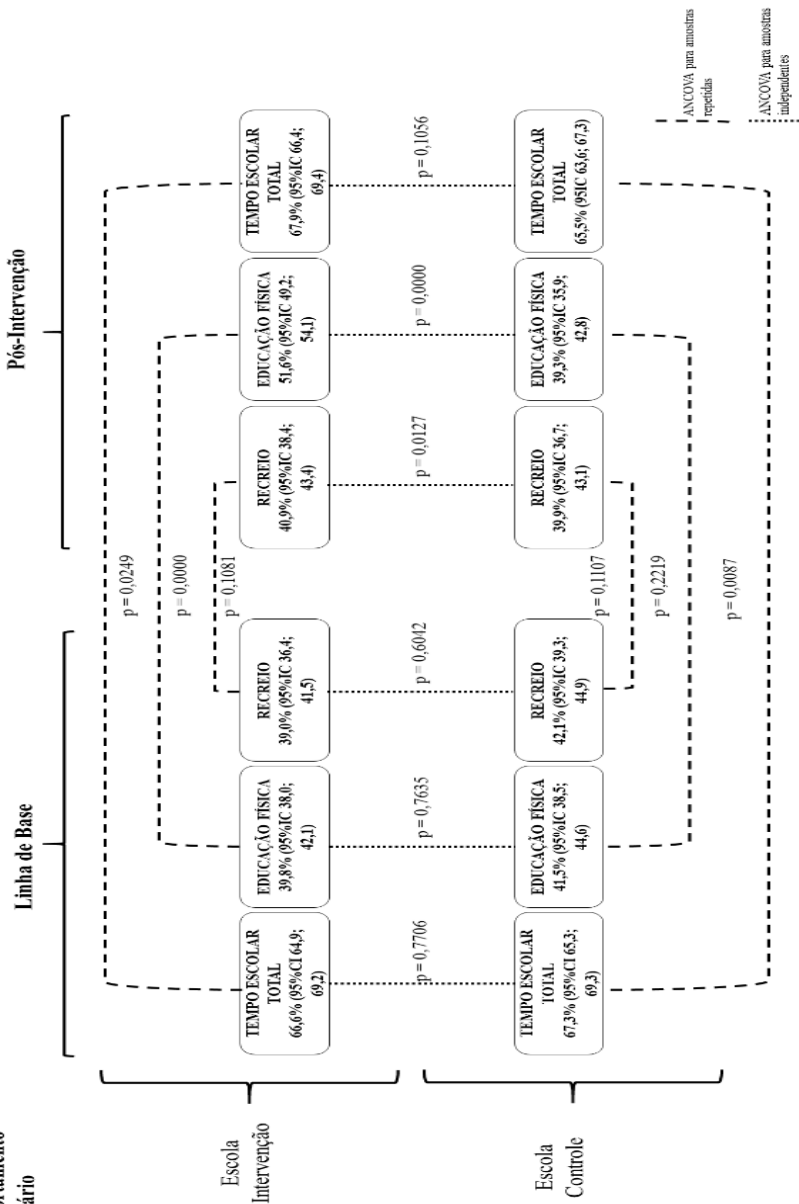 Linha de Base
Pós-Intervenção
Escola
Intervenção
TEMPO ESCOLAR
TOTAL
66,6% (95%CI 64,9;
69,2)
EDUCAÇÃO FÍSICA
39,8% (95%IC 38,0;
42,1)
RECREIO
39,0% (95%IC 36,4;
41,5)
RECREIO
40,9% (95%IC 38,4;
43,4)
EDUCAÇÃO FÍSICA
51,6% (95%IC 49,2;
54,1)
TEMPO ESCOLAR
TOTAL
67,9% (95%IC 66,4;
69,4)
p = 0,0249
p = 0,0000
p = 0,1081
p = 0,7706
p = 0,7635
p = 0,6042
p = 0,0127
p = 0,0000
p = 0,1056
Escola
Controle
TEMPO ESCOLAR
TOTAL
67,3% (95%CI 65,3;
69,3)
EDUCAÇÃO FÍSICA
41,5% (95%IC 38,5;
44,6)
RECREIO
42,1% (95%IC 39,3;
44,9)
RECREIO
39,9% (95%IC 36,7;
43,1)
EDUCAÇÃO FÍSICA
39,3% (95%IC 35,9;
42,8)
TEMPO ESCOLAR
TOTAL
65,5% (95IC 63,6; 67,3)
p = 0,1107
p = 0,2219
p = 0,0087
ANCOVA para amostras
repetidas
ANCOVA para amostras
independentes